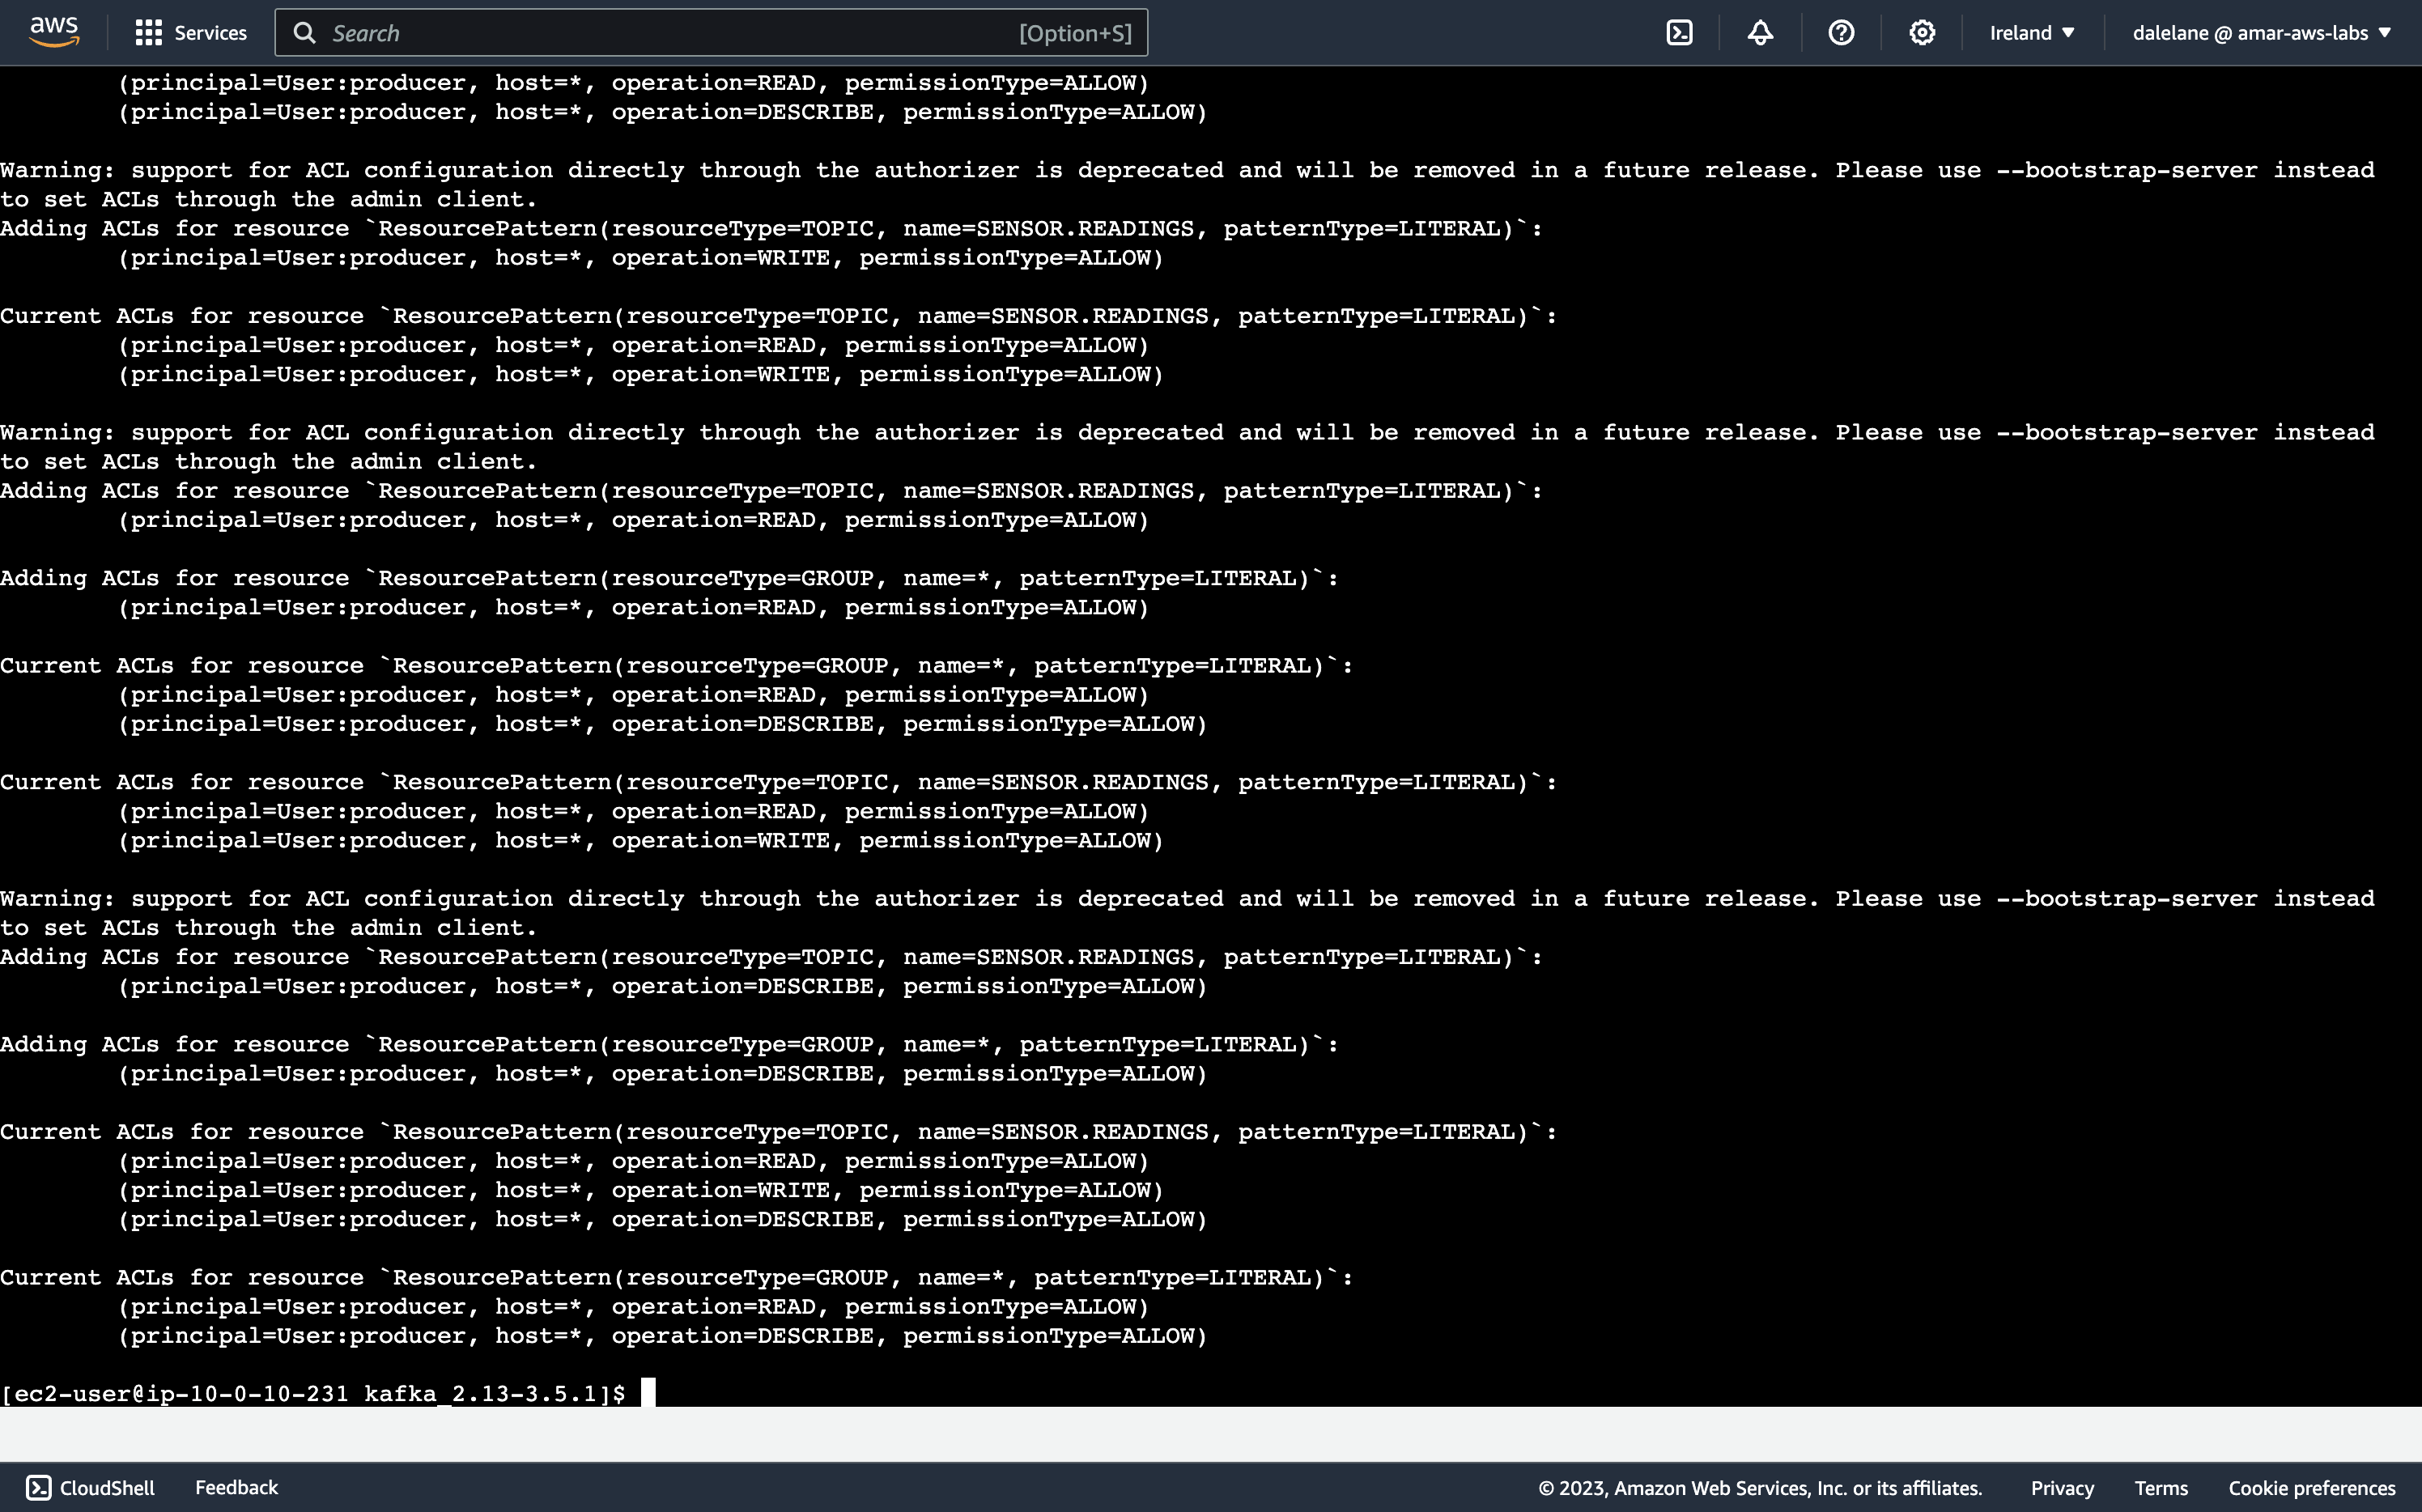 aws Services Search [Option+S] Ireland ▼ dalelane @ amar-aws-labs ▼
(principal=User:producer, host=*, operation=READ, permissionType=ALLOW)
(principal=User:producer, host=*, operation=DESCRIBE, permissionType=ALLOW)
Warning: support for ACL configuration directly through the authorizer is deprecated and will be removed in a future release. Please use --bootstrap-server instead
to set ACLs through the admin client.
Adding ACLs for resource `ResourcePattern(resourceType=TOPIC, name=SENSOR.READINGS, patternType=LITERAL)`:
(principal=User:producer, host=*, operation=WRITE, permissionType=ALLOW)
Current ACLs for resource `ResourcePattern(resourceType=TOPIC, name=SENSOR.READINGS, patternType=LITERAL)`:
(principal=User:producer, host=*, operation=READ, permissionType=ALLOW)
(principal=User:producer, host=*, operation=WRITE, permissionType=ALLOW)
Warning: support for ACL configuration directly through the authorizer is deprecated and will be removed in a future release. Please use --bootstrap-server instead
to set ACLs through the admin client.
Adding ACLs for resource `ResourcePattern(resourceType=TOPIC, name=SENSOR.READINGS, patternType=LITERAL)`:
(principal=User:producer, host=*, operation=READ, permissionType=ALLOW)
Adding ACLs for resource `ResourcePattern(resourceType=GROUP, name=*, patternType=LITERAL)`:
(principal=User:producer, host=*, operation=READ, permissionType=ALLOW)
Current ACLs for resource `ResourcePattern(resourceType=GROUP, name=*, patternType=LITERAL)`:
(principal=User:producer, host=*, operation=READ, permissionType=ALLOW)
(principal=User:producer, host=*, operation=DESCRIBE, permissionType=ALLOW)
Current ACLs for resource `ResourcePattern(resourceType=TOPIC, name=SENSOR.READINGS, patternType=LITERAL)`:
(principal=User:producer, host=*, operation=READ, permissionType=ALLOW)
(principal=User:producer, host=*, operation=WRITE, permissionType=ALLOW)
Warning: support for ACL configuration directly through the authorizer is deprecated and will be removed in a future release. Please use --bootstrap-server instead
to set ACLs through the admin client.
Adding ACLs for resource `ResourcePattern(resourceType=TOPIC, name=SENSOR.READINGS, patternType=LITERAL)`:
(principal=User:producer, host=*, operation=DESCRIBE, permissionType=ALLOW)
Adding ACLs for resource `ResourcePattern(resourceType=GROUP, name=*, patternType=LITERAL)`:
(principal=User:producer, host=*, operation=DESCRIBE, permissionType=ALLOW)
Current ACLs for resource `ResourcePattern(resourceType=TOPIC, name=SENSOR.READINGS, patternType=LITERAL)`:
(principal=User:producer, host=*, operation=READ, permissionType=ALLOW)
(principal=User:producer, host=*, operation=WRITE, permissionType=ALLOW)
(principal=User:producer, host=*, operation=DESCRIBE, permissionType=ALLOW)
Current ACLs for resource `ResourcePattern(resourceType=GROUP, name=*, patternType=LITERAL)`:
(principal=User:producer, host=*, operation=READ, permissionType=ALLOW)
(principal=User:producer, host=*, operation=DESCRIBE, permissionType=ALLOW)
[ec2-user@ip-10-0-10-231 kafka_2.13-3.5.1]$
CloudShell Feedback © 2023, Amazon Web Services, Inc. or its affiliates. Privacy Terms Cookie preferences